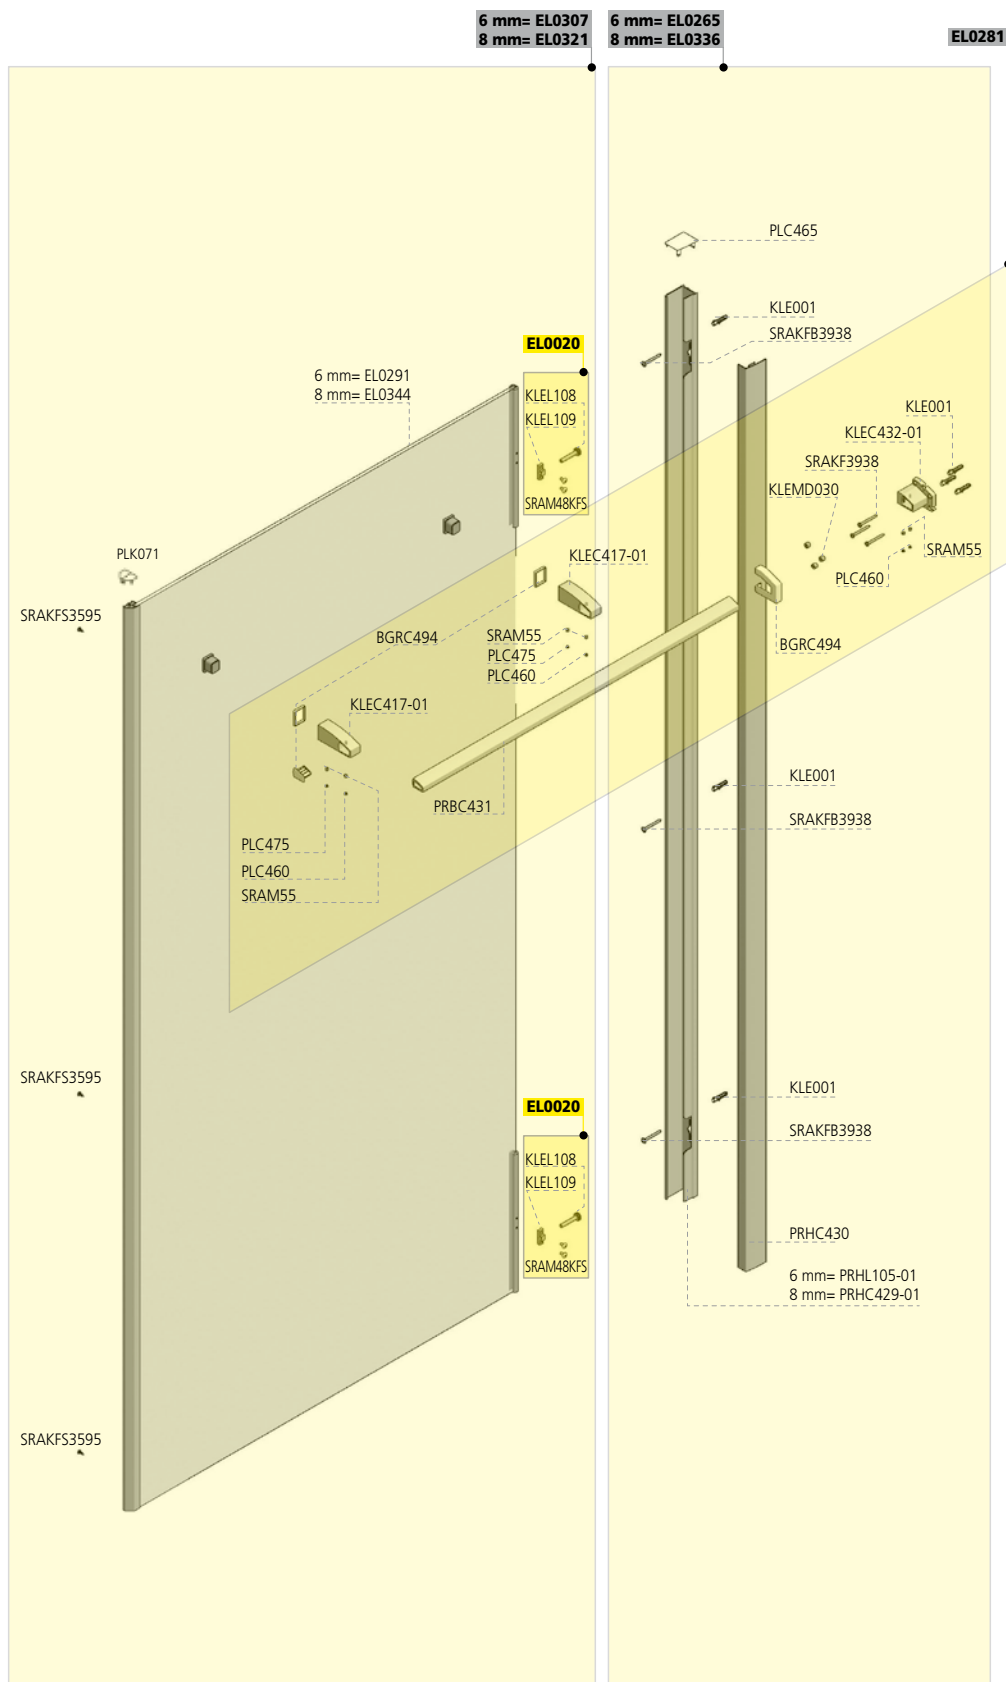 6 mm= EL0307
8 mm= EL0321
6 mm= EL0265
8 mm= EL0336
EL0281
PLC465
KLE001
SRAKFB3938
EL0020
6 mm= EL0291
8 mm= EL0344
KLEL108
KLEL109
SRAM48KFS
KLE001
KLEC432-01
SRAKF3938
KLEMD030
SRAM55
PLC460
BGRC494
PLK071
SRAKFS3595
KLEC417-01
BGRC494
SRAM55
PLC475
PLC460
KLEC417-01
PRBC431
PLC475
PLC460
SRAM55
KLE001
SRAKFB3938
SRAKFS3595
EL0020
KLEL108
KLEL109
SRAM48KFS
KLE001
SRAKFB3938
PRHC430
6 mm= PRHL105-01
8 mm= PRHC429-01
SRAKFS3595